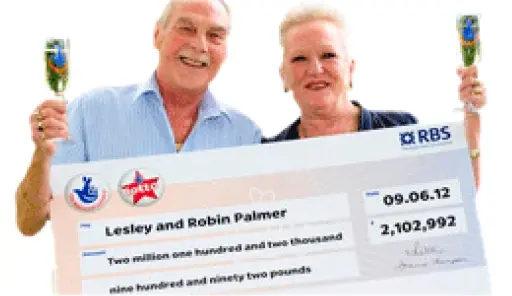 RBS
09.06.12
Lesley and Robin Palmer
2,102,992
Two million one hundred and two thousand
nine hundred and ninety two pounds